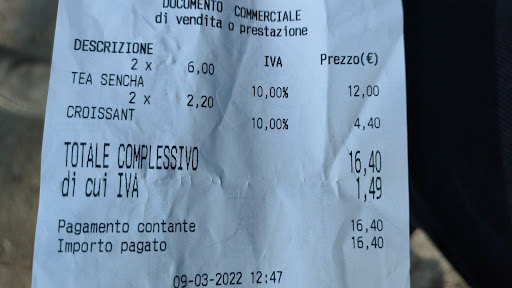 DOCUMENTO COMMERCIALE
di vendita o prestazione
DESCRIZIONE IVA Prezzo(€)
2 x 6,00
TEA SENCHA 10,00% 12,00
2 x 2,20
CROISSANT 10,00% 4,40
TOTALE COMPLESSIVO 16,40
di cui IVA 1,49
Pagamento contante 16,40
Importo pagato 16,40
09-03-2022 12:47